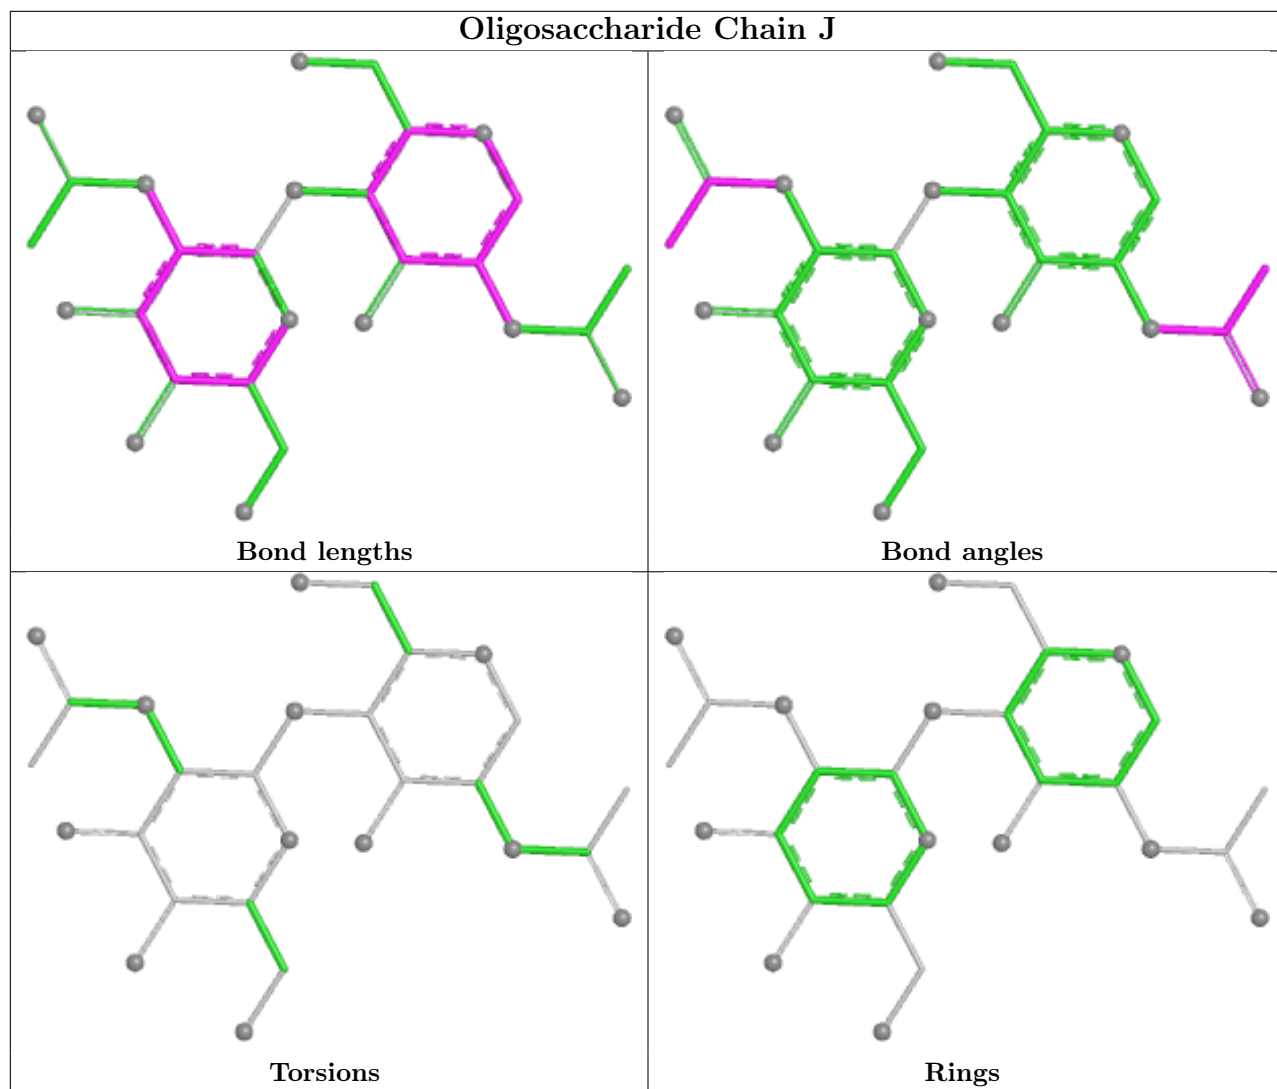 Oligosaccharide Chain J
Bond lengths
Bond angles
Torsions
Rings